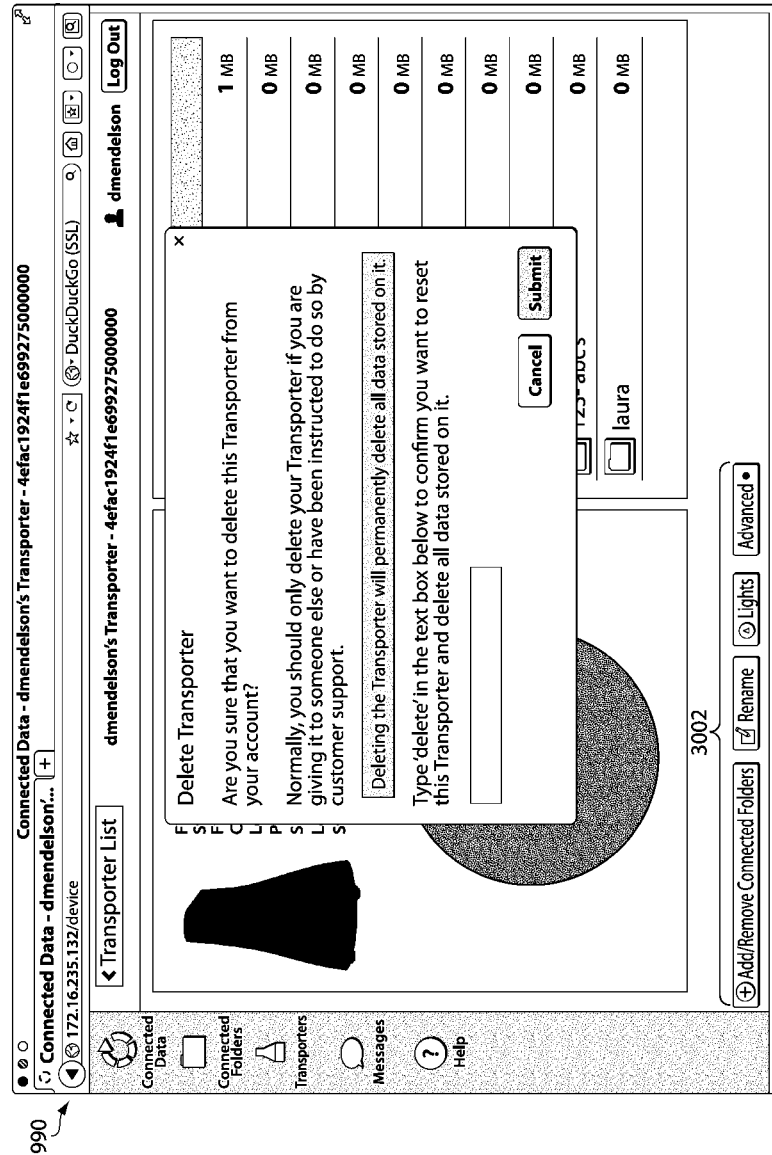 990
Connected Data - dmendelson's Transporter - 4efac1924f1e699275000000
Connected Data - dmendelson'... +
172.16.235.132/device
DuckDuckGo (SSL)
Transporter List
dmendelson's Transporter - 4efac1924f1e699275000000
dmendelson
Log Out
Connected
Data
Connected
Folders
Transporters
Messages
?
Help
F
S
F
C
L
P
S
L
S
Delete Transporter
x
Are you sure that you want to delete this Transporter from
your account?
Normally, you should only delete your Transporter if you are
giving it to someone else or have been instructed to do so by
customer support.
Deleting the Transporter will permanently delete all data stored on it.
Type 'delete' in the text box below to confirm you want to reset
this Transporter and delete all data stored on it.
Cancel
Submit
1 MB
0 MB
0 MB
0 MB
0 MB
0 MB
0 MB
0 MB
123- abcs
0 MB
laura
0 MB
3002
Add/Remove Connected Folders
Rename
Lights
Advanced